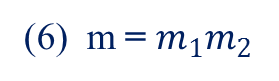 (6) m = m₁m₂